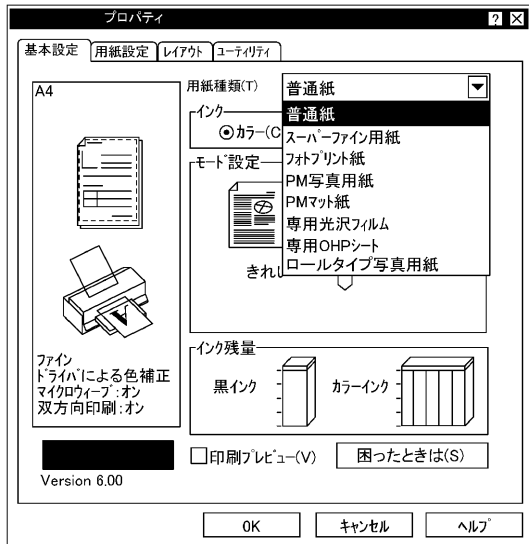 プロパティ
? X
基本設定 用紙設定 レイアウト ユーティリティ
A4
ファイン
ドライバによる色補正
マイクロウィーブ:オン
双方向印刷:オン
Version 6.00
用紙種類(T) 普通紙
普通紙
スーパーファイン用紙
フォトプリント紙
PM写真用紙
PMマット紙
専用光沢フィルム
専用OHPシート
ロールタイプ写真用紙
インク
カラー(C
モード設定
きれい
インク残量
黒インク カラーインク
印刷プレビュー(V) 困ったときは(S)
OK キャンセル ヘルプ